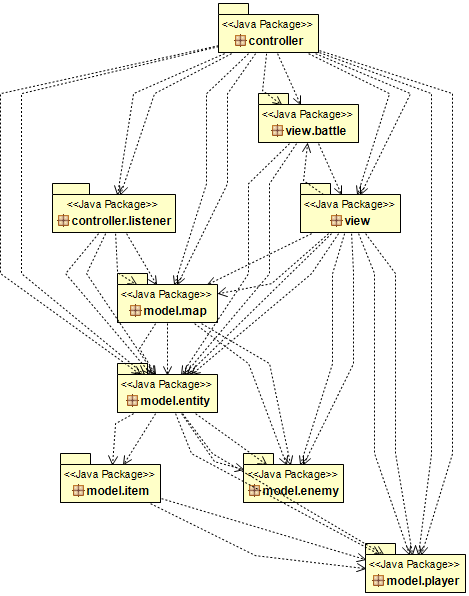 <<Java Package>>
controller
<<Java Package>>
view.battle
<<Java Package>>
controller.listener
<<Java Package>>
view
<<Java Package>>
model.map
<<Java Package>>
model.entity
<<Java Package>>
model.item
<<Java Package>>
model.enemy
<<Java Package>>
model.player